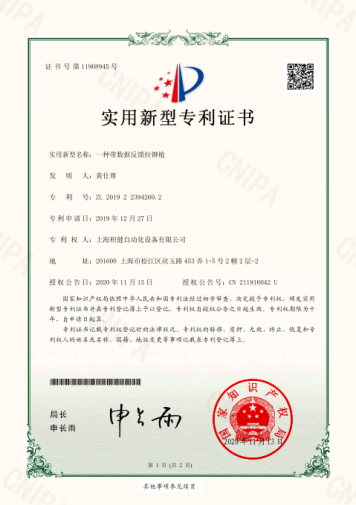 证书号第11908945号
实用新型专利证书
实用新型名称：一种带数据反馈拉铆枪
发明人：黄仕尊
专利号：ZL 2019 2 2394260.2
专利申请日：2019年12月27日
专利权人：上海积健自动化设备有限公司
地址：201600 上海市松江区欣玉路453弄1-5号2幢2层-2
授权公告日：2020年11月13日 授权公告号：CN 211916042 U
国家知识产权局依照中华人民共和国专利法经过初步审查，决定授予专利权，颁发实用
新型专利证书并在专利登记簿上予以登记。专利权自授权公告之日起生效。专利权期限为十
年，自申请日起算。
专利证书记载专利权登记时的法律状况。专利权的转移、质押、无效、终止、恢复和专
利权人的姓名或名称、国籍、地址变更等事项记载在专利登记簿上。
局长
申长雨
申长雨
国家知识产权局
2020年11月13日
第 1 页 (共 2 页)
其他事项参见续页
CNIPA